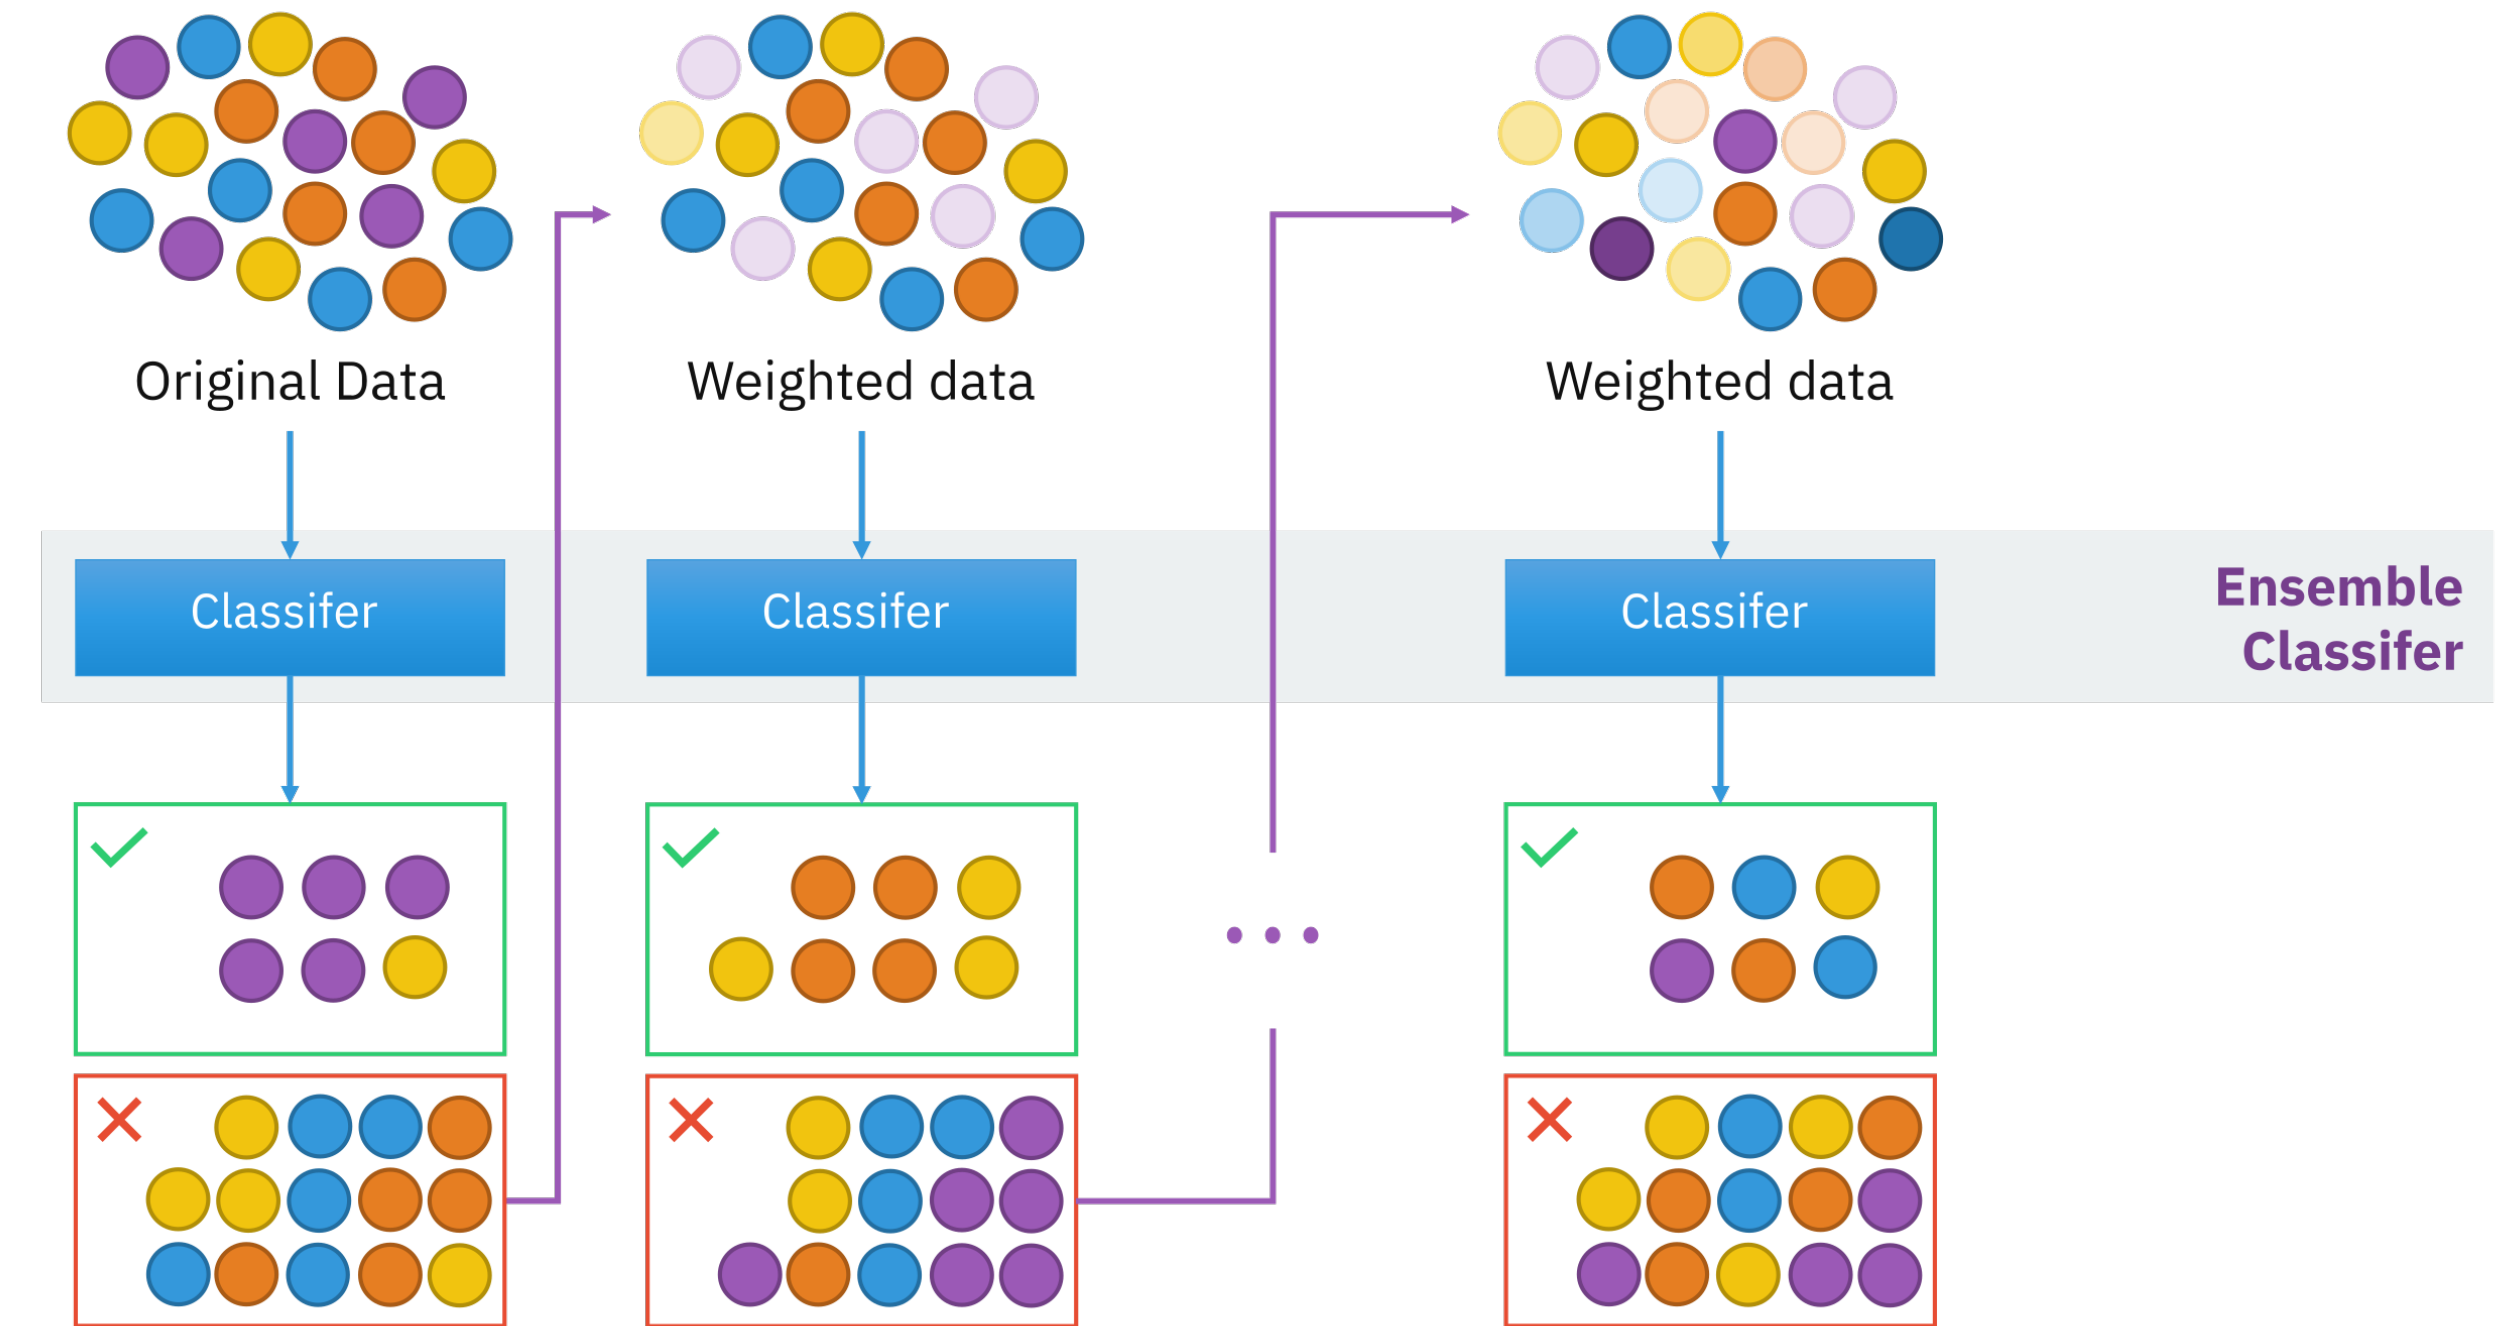 Original Data
Weighted data
Weighted data
Classifer
Classifer
Classifer
Ensemble
Classifer